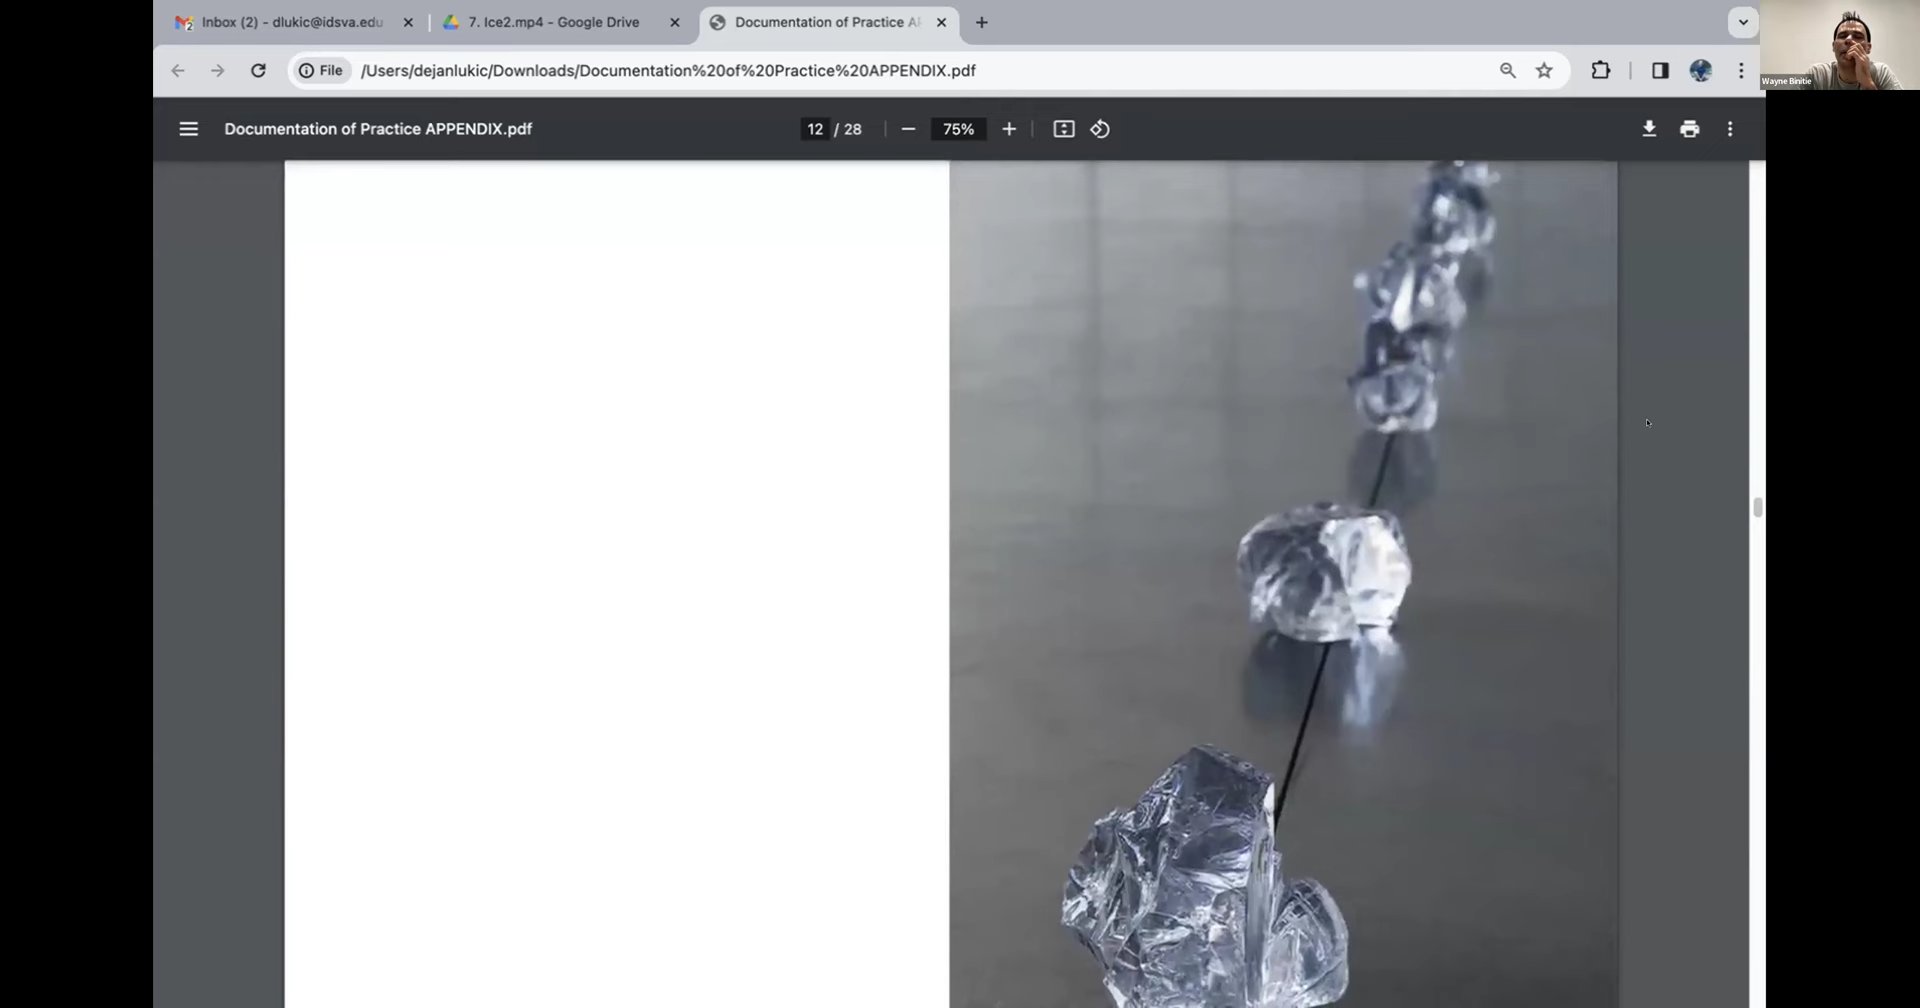 Inbox (2) - dlukic@idsva.edu
7. Ice2.mp4 - Google Drive
Documentation of Practice A
File
/Users/dejanlukic/Downloads/Documentation%20of%20Practice%20APPENDIX.pdf
Wayne Binitie
Documentation of Practice APPENDIX.pdf
12 / 28
75%